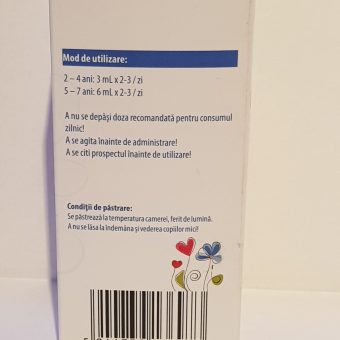 Mod de utilizare:
2 – 4 ani: 3 mL x 2-3 / zi
5 – 7 ani: 6 mL x 2-3 / zi
A nu se depăși doza recomandată pentru consumul
zilnic!
A se agita înainte de administrare!
A se citi prospectul înainte de utilizare!
Condiții de păstrare:
Se păstrează la temperatura camerei, ferit de lumină.
A nu se lăsa la îndemâna și vederea copiilor mici!